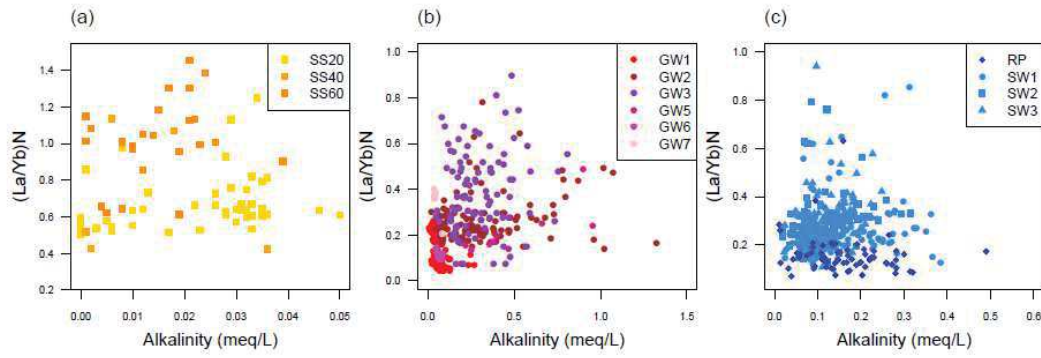 (a)
SS20
SS40
SS60
1.4
1.2
1.0
0.8
0.6
0.4
0.2
(La/Yb)N
0.00 0.01 0.02 0.03 0.04 0.05
Alkalinity (meq/L)
(b)
GW1
GW2
GW3
GW5
GW6
GW7
1.0
0.8
0.6
0.4
0.2
0.0
(La/Yb)N
0.0 0.5 1.0 1.5
Alkalinity (meq/L)
(c)
RP
SW1
SW2
SW3
1.0
0.8
0.6
0.4
0.2
(La/Yb)N
0.0 0.1 0.2 0.3 0.4 0.5 0.6
Alkalinity (meq/L)